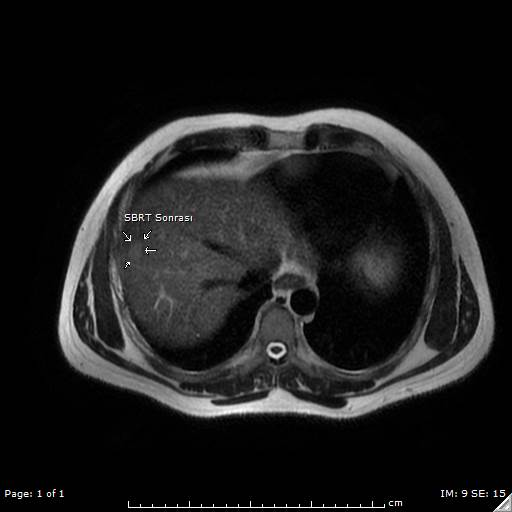 SBRT Sonrası
Page: 1 of 1
cm
IM: 9 SE: 15